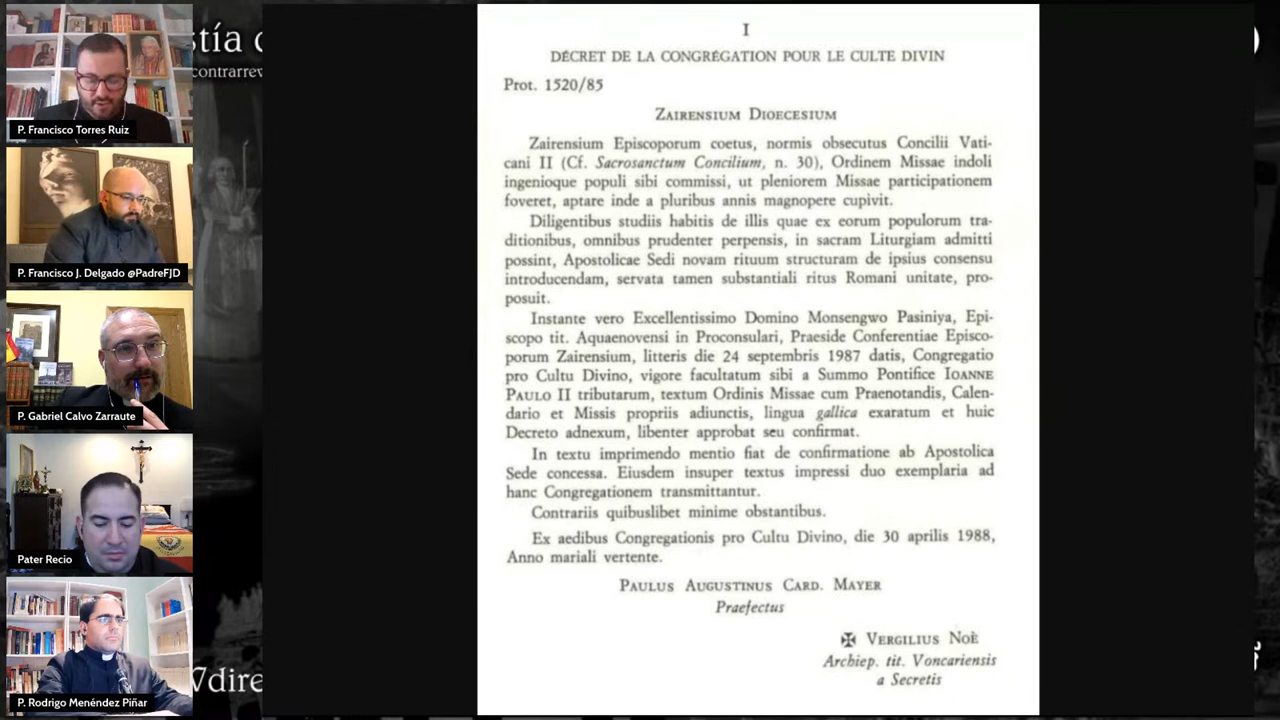 stía c
contrarrev
P. Francisco Torres Ruiz
P. Francisco J. Delgado @PadreFJD
P. Gabriel Calvo Zarraute
Pater Recio
P. Rodrigo Menéndez Piñar
/dire
I
DÉCRET DE LA CONGRÉGATION POUR LE CULTE DIVIN
Prot. 1520/85
ZAIRENSIUM DIOECESIUM
Zairensium Episcoporum coetus, normis obsecutus Concilii Vati-
cani II (Cf. Sacrosanctum Concilium, n. 30), Ordinem Missae indoli
ingenioque populi sibi commissi, ut pleniorem Missae participationem
foveret, aptare inde a pluribus annis magnopere cupivit.
Diligentibus studiis habitis de illis quae ex eorum populorum tra-
ditionibus, omnibus prudenter perpensis, in sacram Liturgiam admitti
possint, Apostolicae Sedi novam rituum structuram de ipsius consensu
introducendam, servata tamen substantiali ritus Romani unitate, pro-
posuit.
Instante vero Excellentissimo Domino Monsengwo Pasiniya, Epi-
scopo tit. Aquaenovensi in Proconsulari, Praeside Conferentiae Episco-
porum Zairensium, litteris die 24 septembris 1987 datis, Congregatio
pro Cultu Divino, vigore facultatum sibi a Summo Pontifice IOANNE
PAULO II tributarum, textum Ordinis Missae cum Praenotandis, Calen-
dario et Missis propriis adiunctis, lingua gallica exaratum et huic
Decreto adnexum, libenter approbat seu confirmat.
In textu imprimendo mentio fiat de confirmatione ab Apostolica
Sede concessa. Eiusdem insuper textus impressi duo exemplaria ad
hanc Congregationem transmittantur.
Contrariis quibuslibet minime obstantibus.
Ex aedibus Congregationis pro Cultu Divino, die 30 aprilis 1988,
Anno mariali vertente.
PAULUS AUGUSTINUS CARD. MAYER
Praefectus
✠ VERGILIUS NOÈ
Archiep. tit. Voncariensis
a Secretis